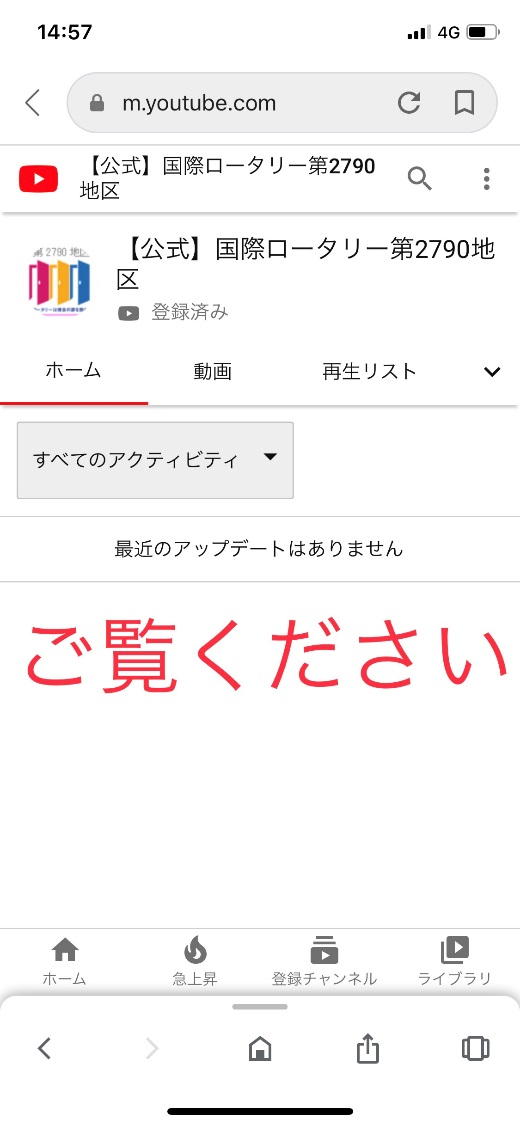 14:57
4G
m.youtube.com
【公式】国際ロータリー第2790
地区
2790 地区
【公式】国際ロータリー第2790地
区
登録済み
ホーム 動画 再生リスト
すべてのアクティビティ
最近のアップデートはありません
ご覧ください
ホーム 急上昇 登録チャンネル ライブラリ